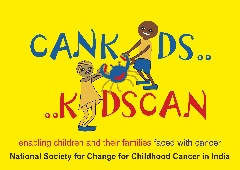 CANK DS..
..K DSCAN
enabling children and their families faced with cancer
National Society for Change for Childhood Cancer in India